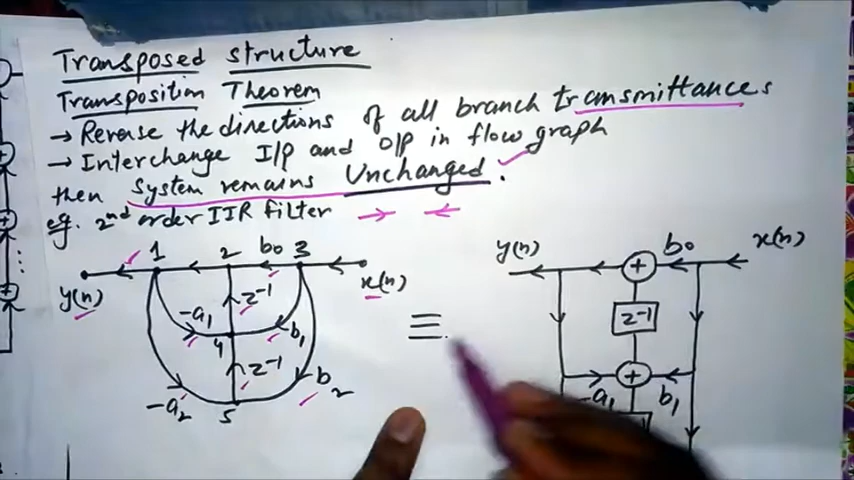 Transposed structure
Transposition Theorem
→ Reverse the directions of all branch transmittances
→ Interchange I/p and O/p in flow graph
then System remains Unchanged.
eg. 2nd order IIR filter
1 2 b0 3
y(n) x(n)
-a1 z-1 b1
4
z-1
-a2 b2
5
≡
y(n) b0 x(n)
+
z-1
+
-a1 b1